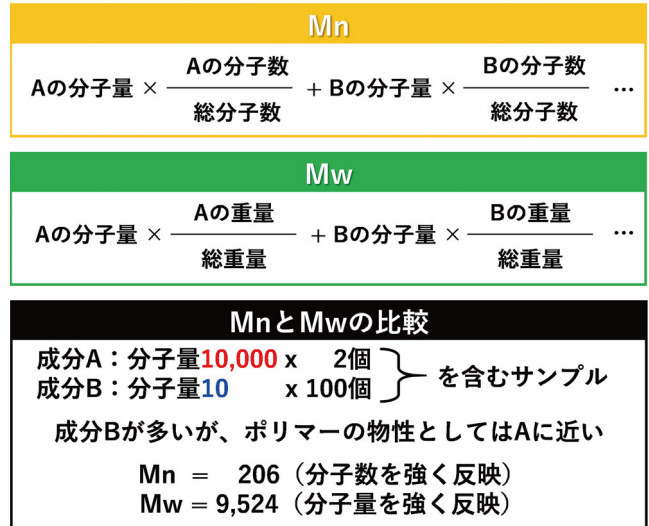 Mn
Aの分子量 × Aの分子数 / 総分子数 + Bの分子量 × Bの分子数 / 総分子数 …
Mw
Aの分子量 × Aの重量 / 総重量 + Bの分子量 × Bの重量 / 総重量 …
MnとMwの比較
成分A：分子量10,000 x 2個
成分B：分子量10 x 100個
を含むサンプル
成分Bが多いが、ポリマーの物性としてはAに近い
Mn = 206（分子数を強く反映）
Mw = 9,524（分子量を強く反映）